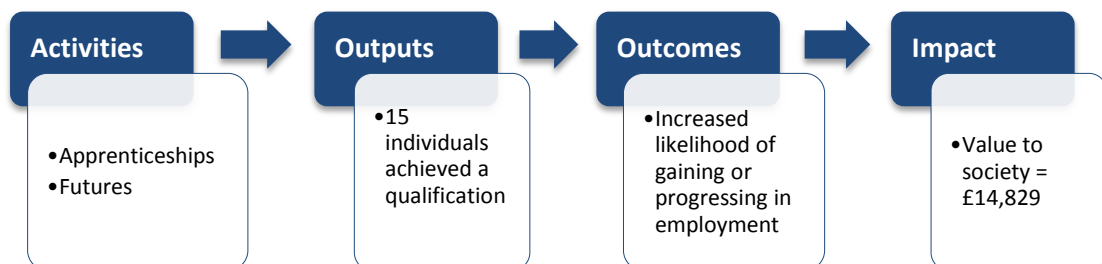 Activities
•Apprenticeships
•Futures
Outputs
•15
individuals
achieved a
qualification
Outcomes
•Increased
likelihood of
gaining or
progressing in
employment
Impact
•Value to
society =
£14,829